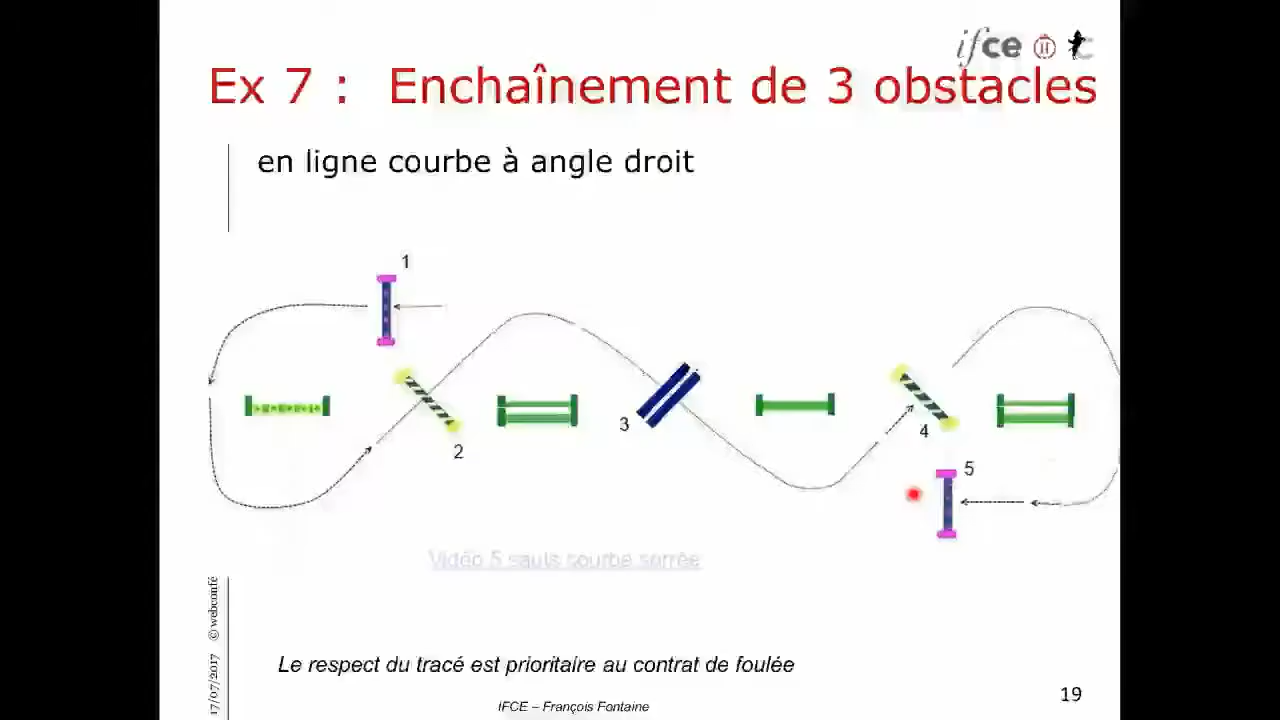 ifce
Ex 7 : Enchaînement de 3 obstacles
en ligne courbe à angle droit
1
2
3
4
5
Vidéo 5 sauts courbe serrée
Le respect du tracé est prioritaire au contrat de foulée
17/07/2017 © webconfé
IFCE – François Fontaine
19